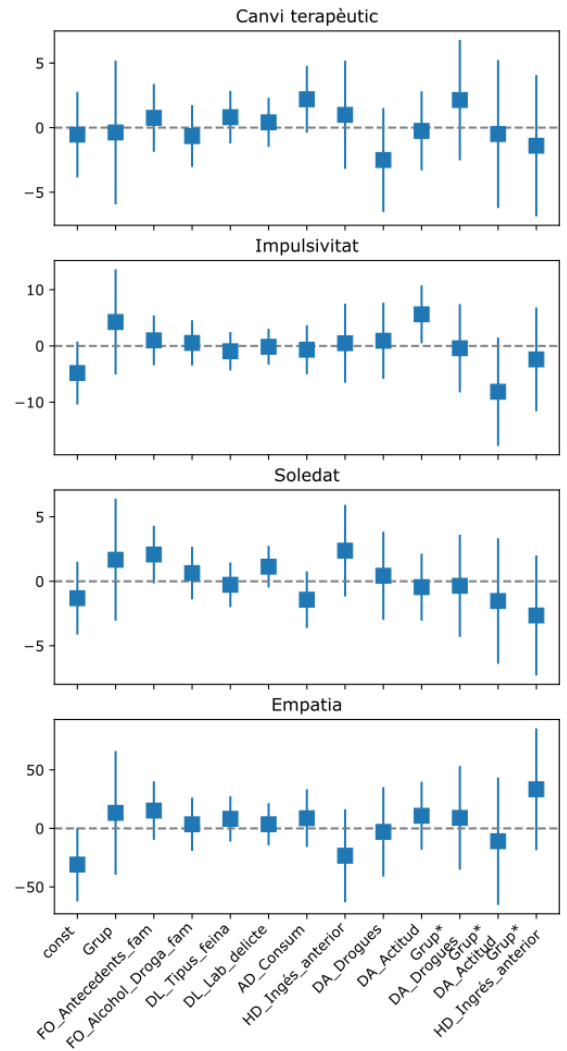 Canvi terapèutic
5
0
−5
Impulsivitat
10
0
−10
Soledat
5
0
−5
Empatia
50
0
−50
const
Grup
FO_Antecedents_fam
FO_Alcohol_Droga_fam
DL_Tipus_feina
DL_Lab_delicte
AD_Consum
HD_Ingés_anterior
DA_Drogues
DA_Actitud
Grup*
DA_Drogues
Grup*
DA_Actitud
Grup*
HD_Ingrés_anterior